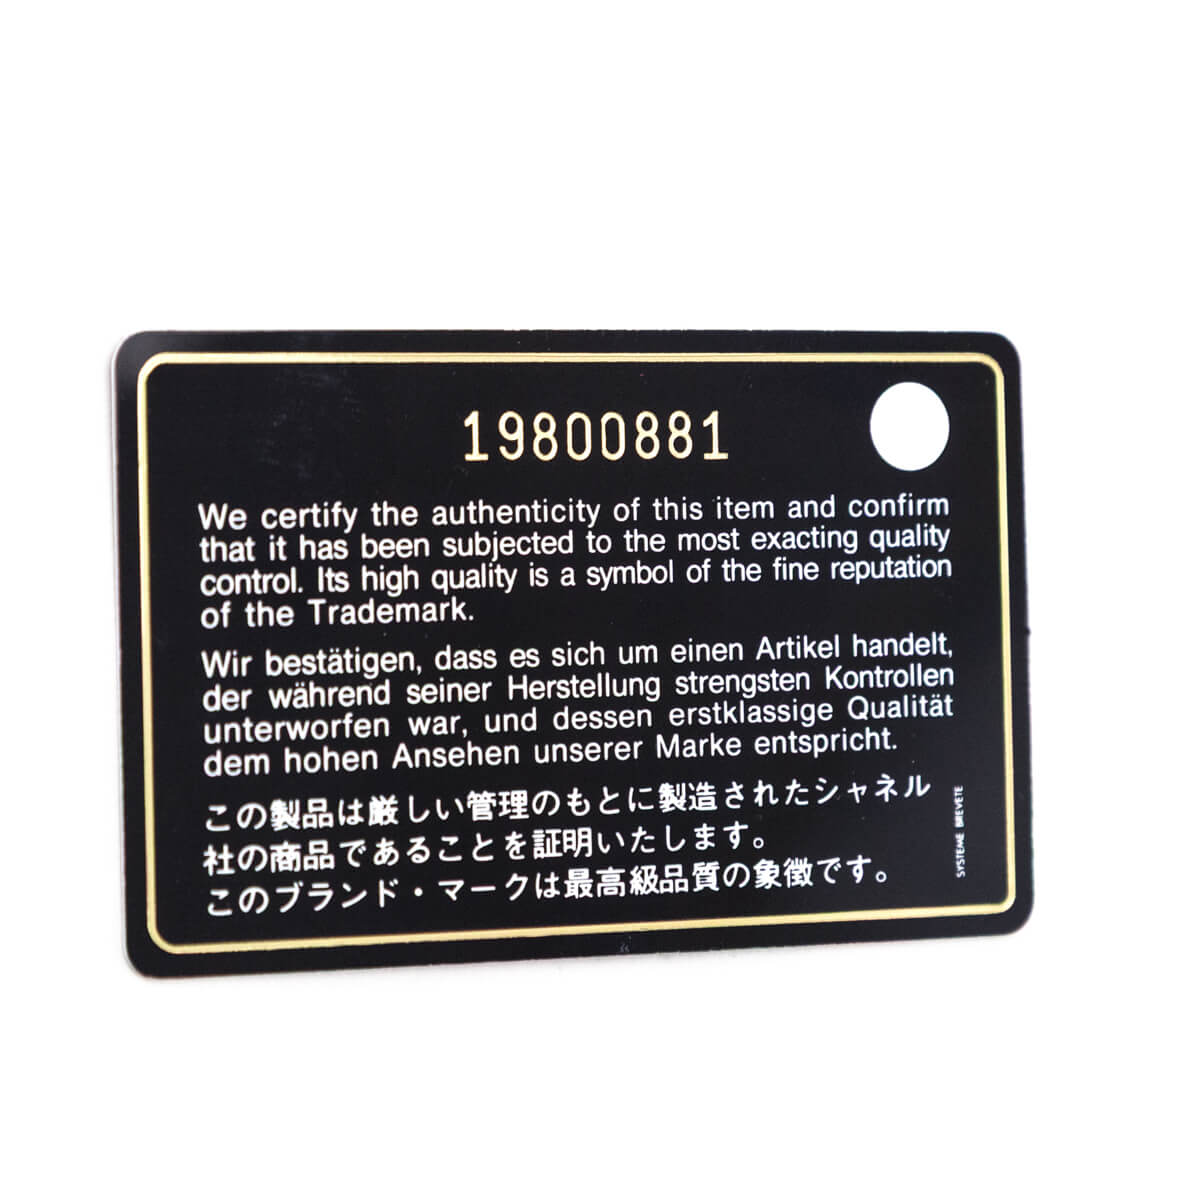 19800881
We certify the authenticity of this item and confirm
that it has been subjected to the most exacting quality
control. Its high quality is a symbol of the fine reputation
of the Trademark.
Wir bestätigen, dass es sich um einen Artikel handelt,
der während seiner Herstellung strengsten Kontrollen
unterworfen war, und dessen erstklassige Qualität
dem hohen Ansehen unserer Marke entspricht.
この製品は厳しい管理のもとに製造されたシャネル
社の商品であることを証明いたします。
このブランド・マークは最高級品質の象徴です。
SYSTEME BREVETE